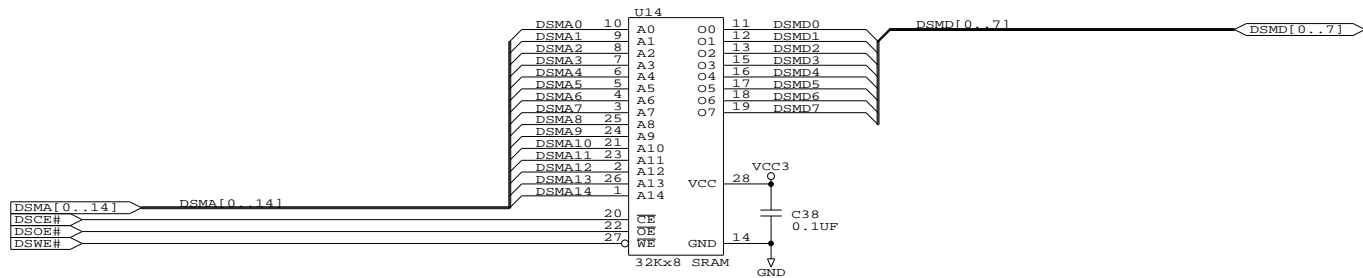 U14
DSMA0 10 A0 O0 11 DSMD0 DSMD[0..7] DSMD[0..7]
DSMA1 9 A1 O1 12 DSMD1
DSMA2 8 A2 O2 13 DSMD2
DSMA3 7 A3 O3 15 DSMD3
DSMA4 6 A4 O4 16 DSMD4
DSMA5 5 A5 O5 17 DSMD5
DSMA6 4 A6 O6 18 DSMD6
DSMA7 3 A7 O7 19 DSMD7
DSMA8 25 A8
DSMA9 24 A9
DSMA10 21 A10
DSMA11 23 A11
DSMA12 2 A12 VCC3
DSMA13 26 A13 VCC 28
DSMA14 1 A14
DSMA[0..14] DSMA[0..14]
DSCE# 20 CE C38
DSOE# 22 OE 0.1UF
DSWE# 27 WE GND 14
32Kx8 SRAM
GND